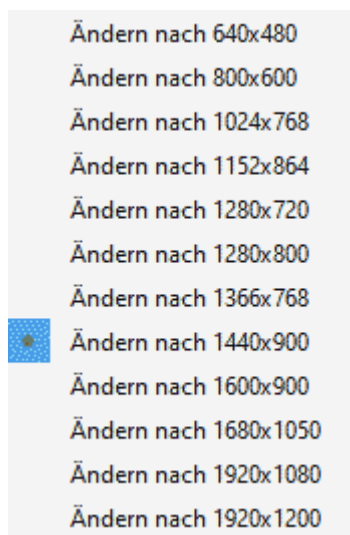 Ändern nach 640x480
Ändern nach 800x600
Ändern nach 1024x768
Ändern nach 1152x864
Ändern nach 1280x720
Ändern nach 1280x800
Ändern nach 1366x768
Ändern nach 1440x900
Ändern nach 1600x900
Ändern nach 1680x1050
Ändern nach 1920x1080
Ändern nach 1920x1200